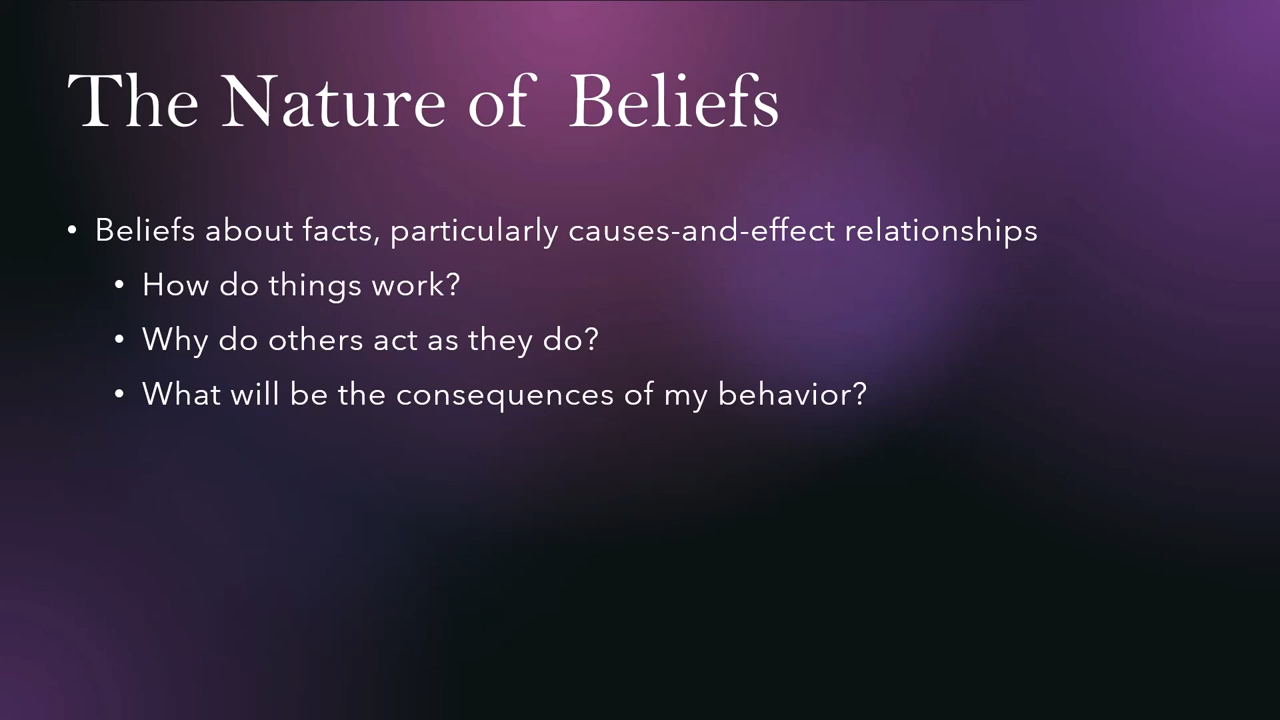 The Nature of Beliefs
• Beliefs about facts, particularly causes-and-effect relationships
• How do things work?
• Why do others act as they do?
• What will be the consequences of my behavior?